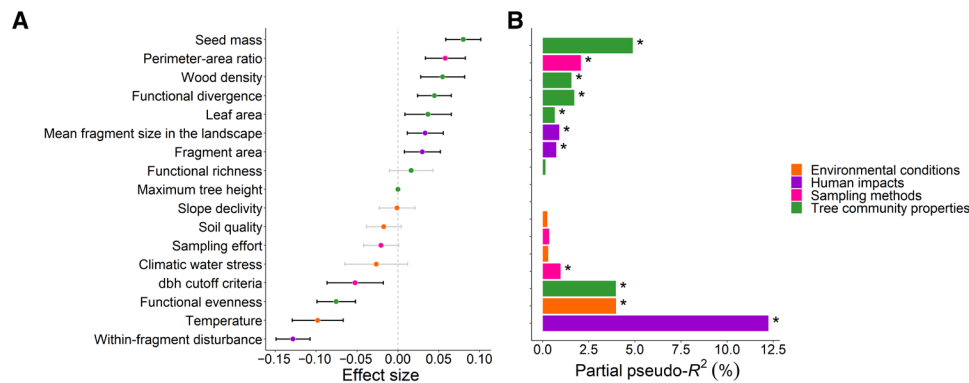 A
B
Seed mass
Perimeter-area ratio
Wood density
Functional divergence
Leaf area
Mean fragment size in the landscape
Fragment area
Functional richness
Maximum tree height
Slope declivity
Soil quality
Sampling effort
Climatic water stress
dbh cutoff criteria
Functional evenness
Temperature
Within-fragment disturbance
−0.15 −0.10 −0.05 0.00 0.05 0.10
Effect size
*
*
*
*
*
*
*
*
*
*
*
0.0 2.5 5.0 7.5 10.0 12.5
Partial pseudo-R² (%)
Environmental conditions
Human impacts
Sampling methods
Tree community properties